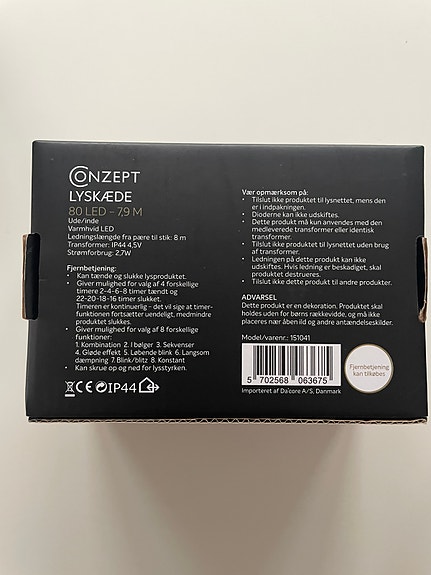 CONZEPT
LYSKÆDE
80 LED – 7,9 M
Ude/inde
Varmhvid LED
Ledningslængde fra pære til stik: 8 m
Transformer: IP44 4,5V
Strømforbrug: 2,7W
Fjernbetjening:
• Kan tænde og slukke lysproduktet.
• Giver mulighed for valg af 4 forskellige
timere 2-4-6-8 timer tændt og
22-20-18-16 timer slukket.
Timeren er kontinuerlig - det vil sige at timer-
funktionen fortsætter uendeligt, medmindre
produktet slukkes.
• Giver mulighed for valg af 8 forskellige
funktioner:
1. Kombination 2. I bølger 3. Sekvenser
4. Gløde effekt 5. Løbende blink 6. Langsom
dæmpning 7. Blink/blitz 8. Konstant
• Kan skrue op og ned for lysstyrken.
CE IP44
Vær opmærksom på:
• Tilslut ikke produktet til lysnettet, mens den
er i indpakningen.
• Dioderne kan ikke udskiftes.
• Dette produkt må kun anvendes med den
medleverede transformer eller identisk
transformer.
• Tilslut ikke produktet til lysnettet uden brug
af transformer.
• Ledningen på dette produkt kan ikke
udskiftes. Hvis ledning er beskadiget, skal
produktet destrueres.
• Tilslut ikke dette produkt til andre produkter.
ADVARSEL
Dette produkt er en dekoration. Produktet skal
holdes uden for børns rækkevidde, og må ikke
placeres nær åben ild og andre antændelseskilder.
Model/varenr.: 151041
5 702568 063675
Importeret af Da'core A/S, Danmark
Fjernbetjening
kan tilkøbes